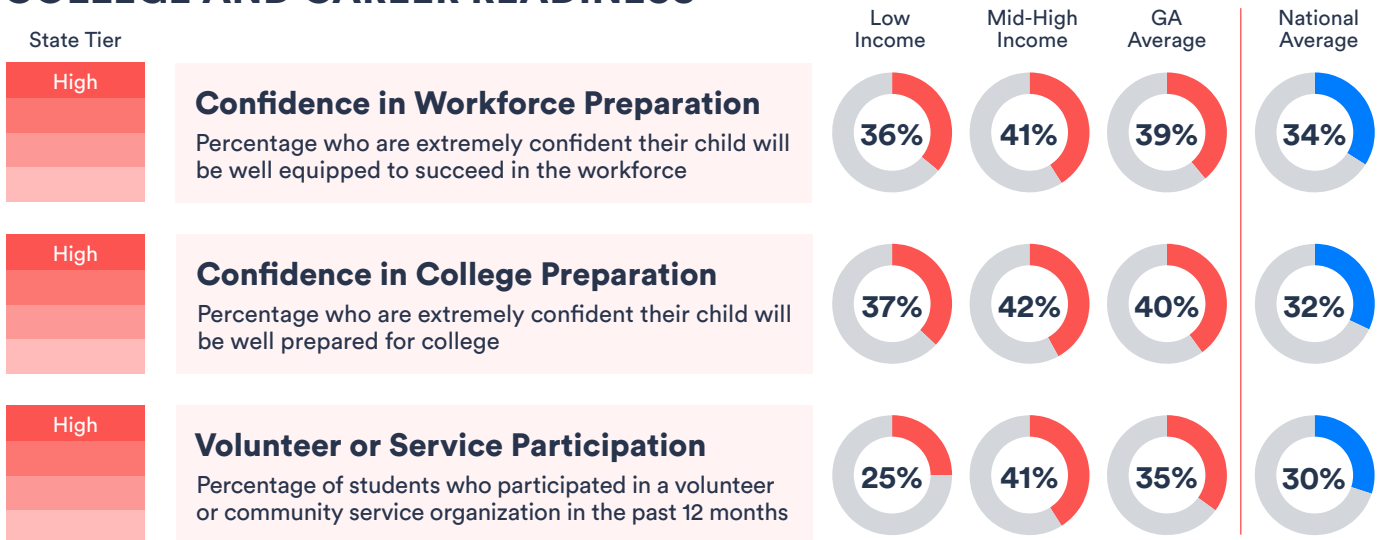 COLLEGE AND CAREER READINESS
State Tier
Low
Income
Mid-High
Income
GA
Average
National
Average
High
Confidence in Workforce Preparation
Percentage who are extremely confident their child will
be well equipped to succeed in the workforce
36%
41%
39%
34%
High
Confidence in College Preparation
Percentage who are extremely confident their child will
be well prepared for college
37%
42%
40%
32%
High
Volunteer or Service Participation
Percentage of students who participated in a volunteer
or community service organization in the past 12 months
25%
41%
35%
30%